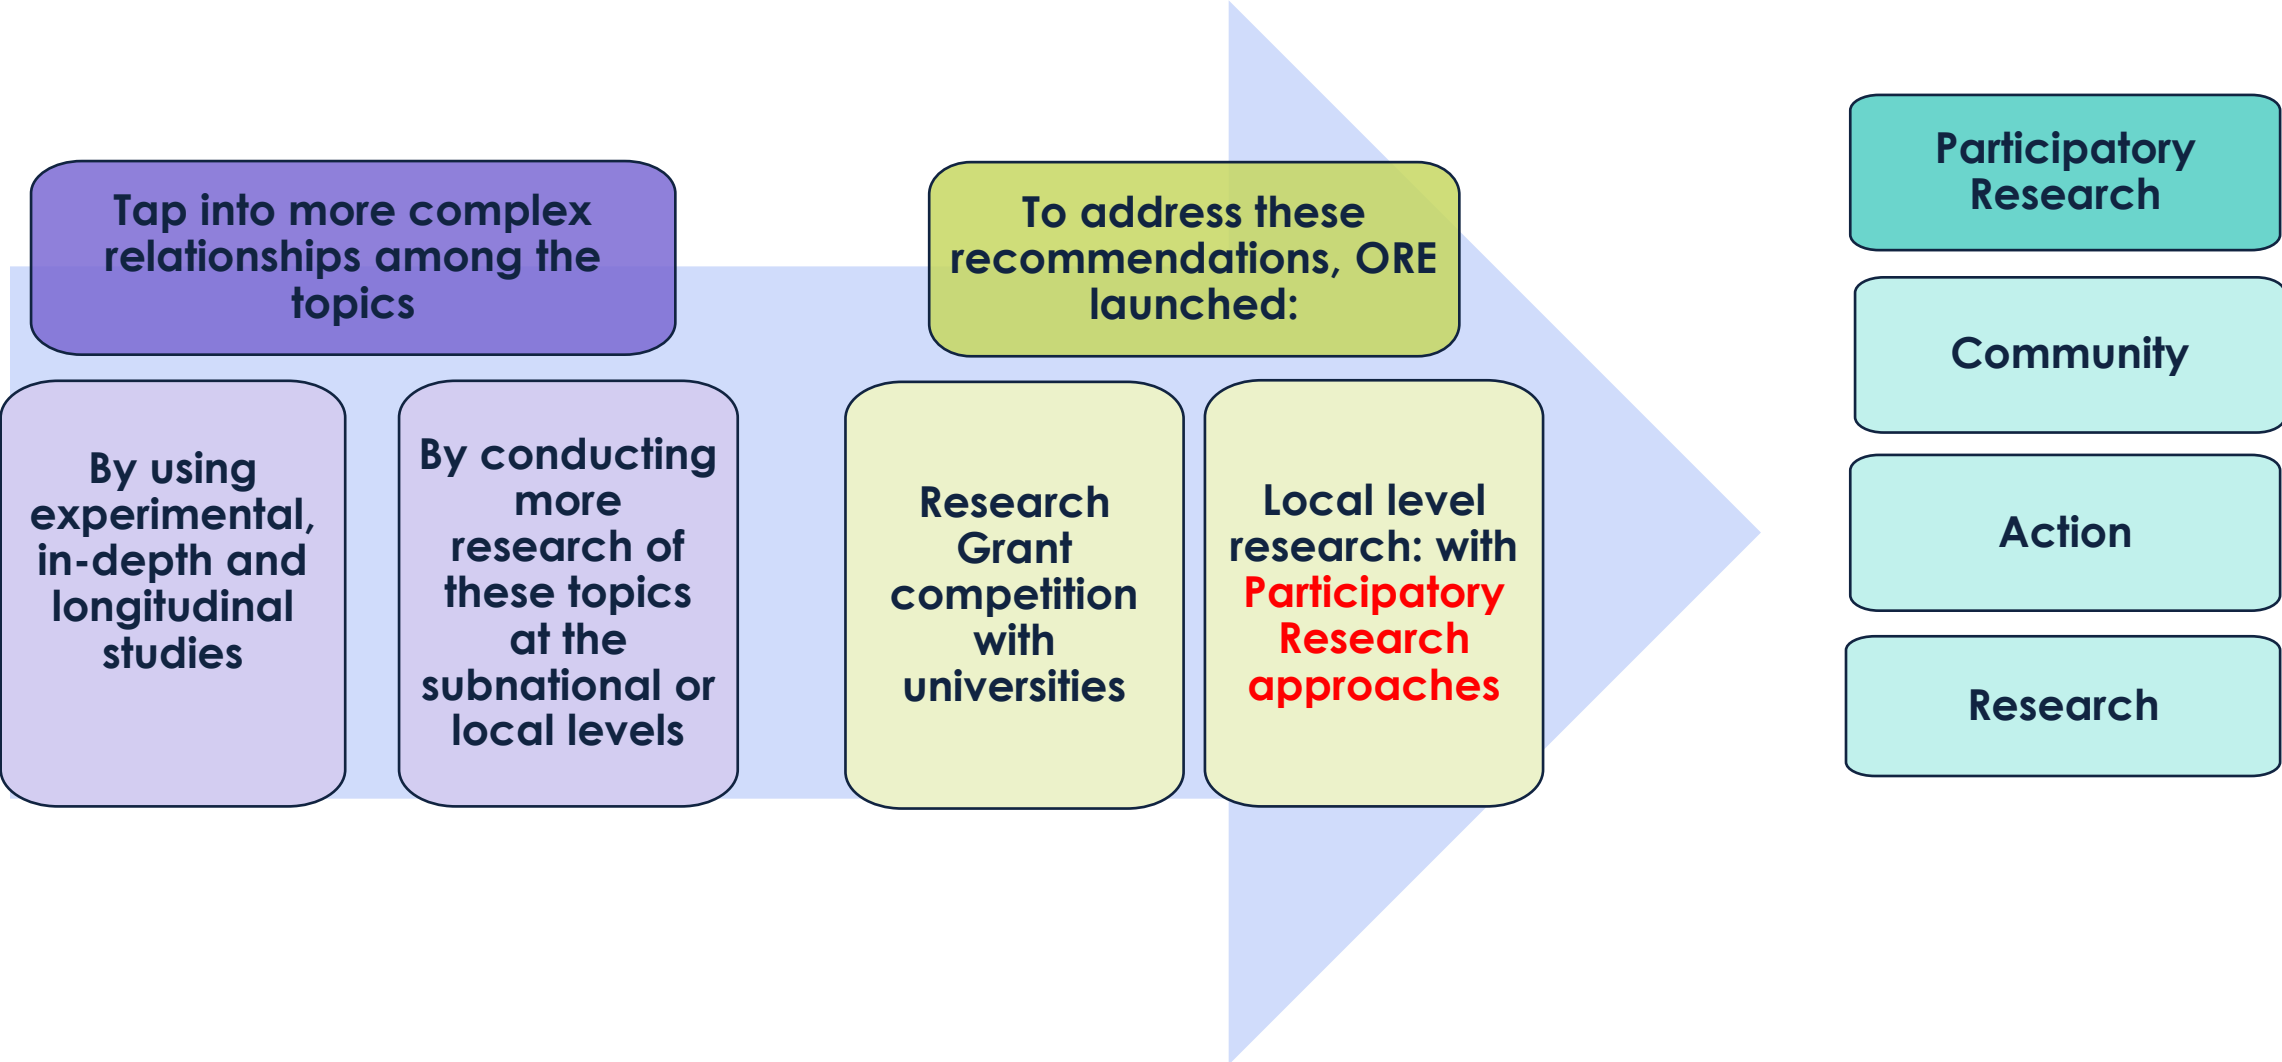 Tap into more complex
relationships among the
topics
By using
experimental,
in-depth and
longitudinal
studies
By conducting
more
research of
these topics
at the
subnational or
local levels
To address these
recommendations, ORE
launched:
Research
Grant
competition
with
universities
Local level
research: with
Participatory
Research
approaches
Participatory
Research
Community
Action
Research